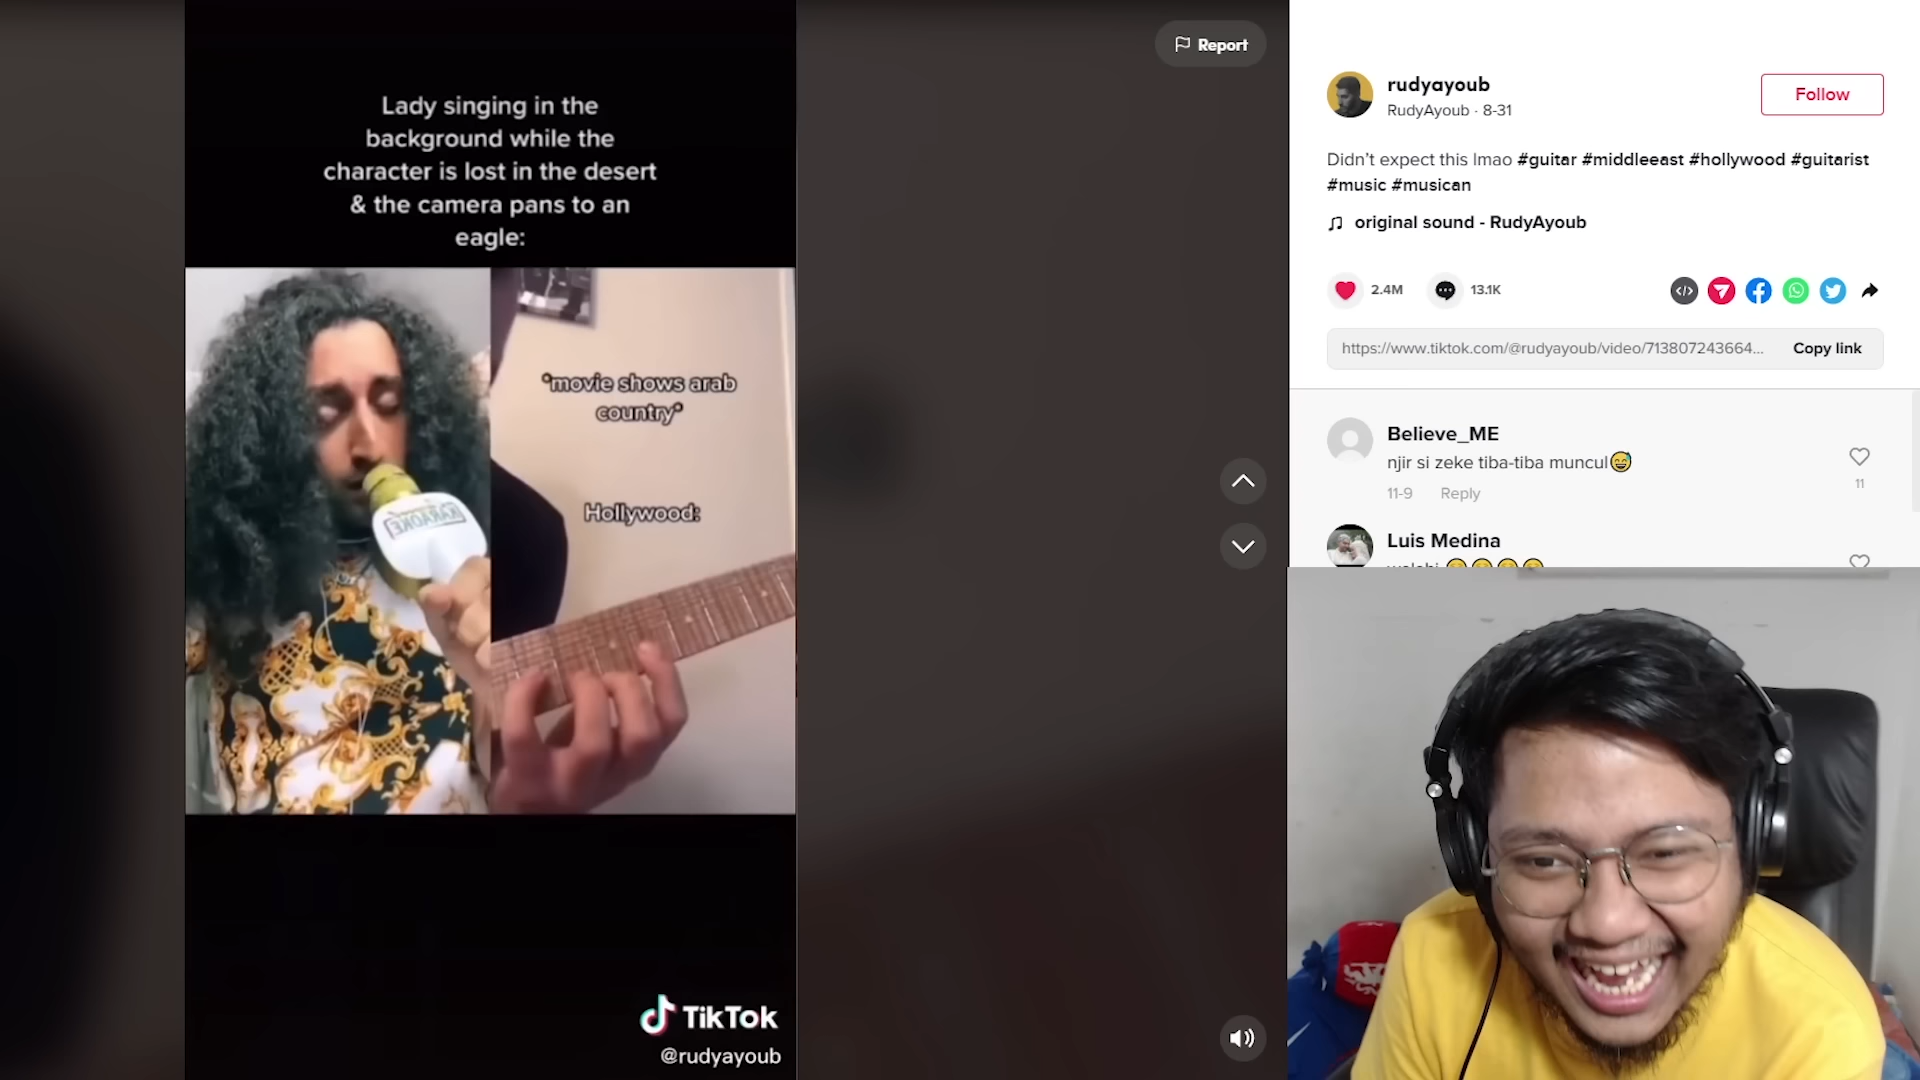 Lady singing in the
background while the
character is lost in the desert
& the camera pans to an
eagle:
*movie shows arab
country*
Hollywood:
KARAOKE
TikTok
@rudyayoub
Report
rudyayoub
RudyAyoub · 8-31
Follow
Didn't expect this lmao #guitar #middleeast #hollywood #guitarist
#music #musican
original sound - RudyAyoub
2.4M
13.1K
https://www.tiktok.com/@rudyayoub/video/713807243664...
Copy link
Believe_ME
njir si zeke tiba-tiba muncul😅
11-9
Reply
11
Luis Medina